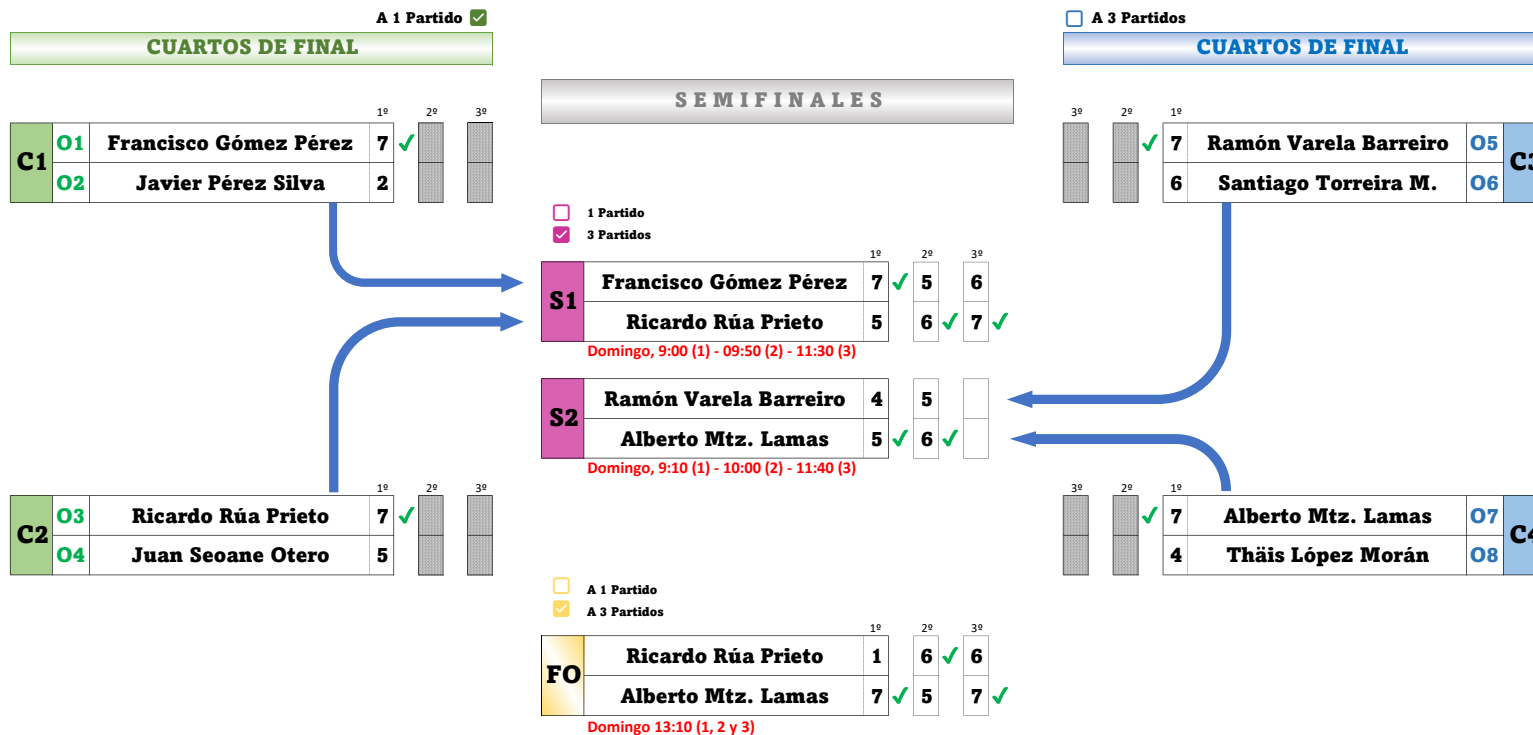 A 1 Partido
A 3 Partidos
CUARTOS DE FINAL
CUARTOS DE FINAL
SEMIFINALES
1º 2º 3º
C1
O1 Francisco Gómez Pérez 7
O2 Javier Pérez Silva 2
3º 2º 1º
7 Ramón Varela Barreiro O5
6 Santiago Torreira M. O6
C3
1 Partido
3 Partidos
1º 2º 3º
S1
Francisco Gómez Pérez 7 5 6
Ricardo Rúa Prieto 5 6 7
Domingo, 9:00 (1) - 09:50 (2) - 11:30 (3)
S2
Ramón Varela Barreiro 4 5
Alberto Mtz. Lamas 5 6
Domingo, 9:10 (1) - 10:00 (2) - 11:40 (3)
1º 2º 3º
C2
O3 Ricardo Rúa Prieto 7
O4 Juan Seoane Otero 5
3º 2º 1º
7 Alberto Mtz. Lamas O7
4 Thäis López Morán O8
C4
A 1 Partido
A 3 Partidos
1º 2º 3º
FO
Ricardo Rúa Prieto 1 6 6
Alberto Mtz. Lamas 7 5 7
Domingo 13:10 (1, 2 y 3)